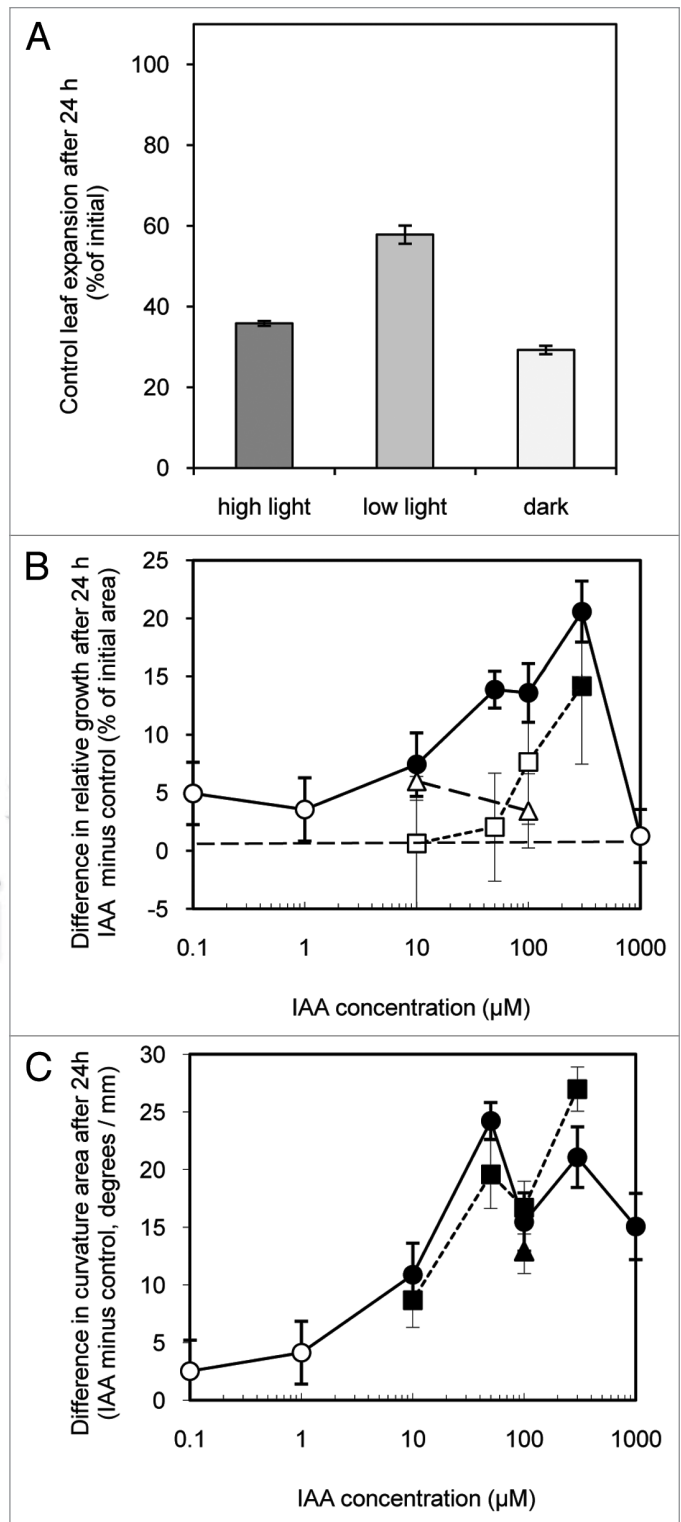 A
Control leaf expansion after 24 h
(%of initial)
100
80
60
40
20
0
high light low light dark
B
Difference in relative growth after 24 h
IAA minus control (% of initial area)
25
20
15
10
5
0
-5
0.1 1 10 100 1000
IAA concentration (µM)
C
Difference in curvature area after 24h
(IAA minus control, degrees / mm)
30
25
20
15
10
5
0
0.1 1 10 100 1000
IAA concentration (µM)